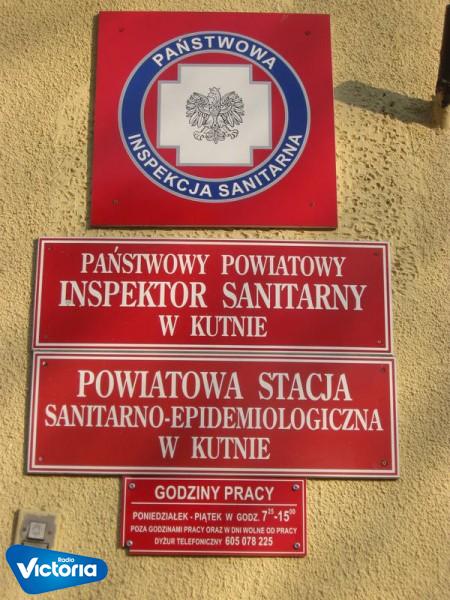 PAŃSTWOWA
INSPEKCJA SANITARNA
PAŃSTWOWY POWIATOWY
INSPEKTOR SANITARNY
W KUTNIE
POWIATOWA STACJA
SANITARNO-EPIDEMIOLOGICZNA
W KUTNIE
GODZINY PRACY
PONIEDZIAŁEK - PIĄTEK W GODZ. 7²⁵-15⁰⁰
POZA GODZINAMI PRACY ORAZ W DNI WOLNE OD PRACY
DYŻUR TELEFONICZNY 605 078 225
Radio
Victoria